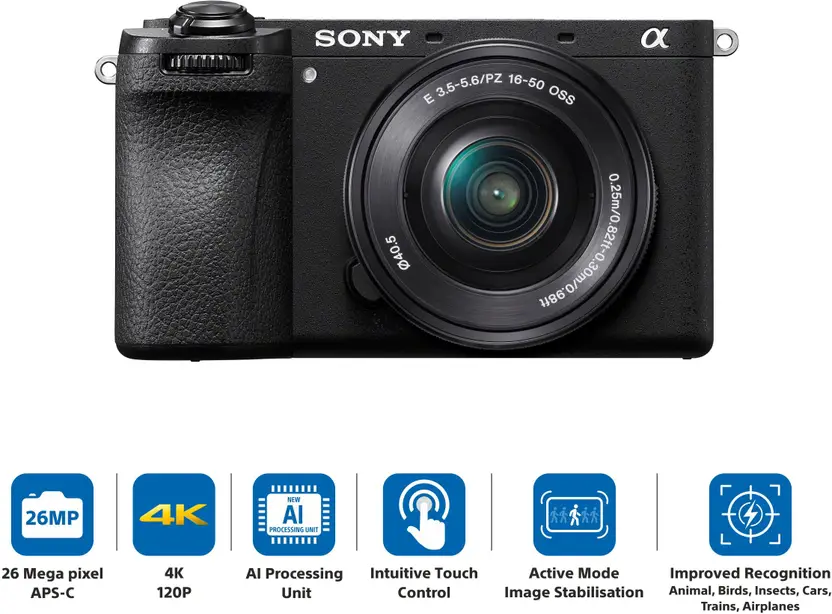 SONY
α
E 3.5-5.6/PZ 16-50 OSS
0.25m/0.82ft-0.30m/0.98ft
Ø40.5
26MP
4K
NEW
AI
PROCESSING UNIT
26 Mega pixel
APS-C
4K
120P
AI Processing
Unit
Intuitive Touch
Control
Active Mode
Image Stabilisation
Improved Recognition
Animal, Birds, Insects, Cars,
Trains, Airplanes